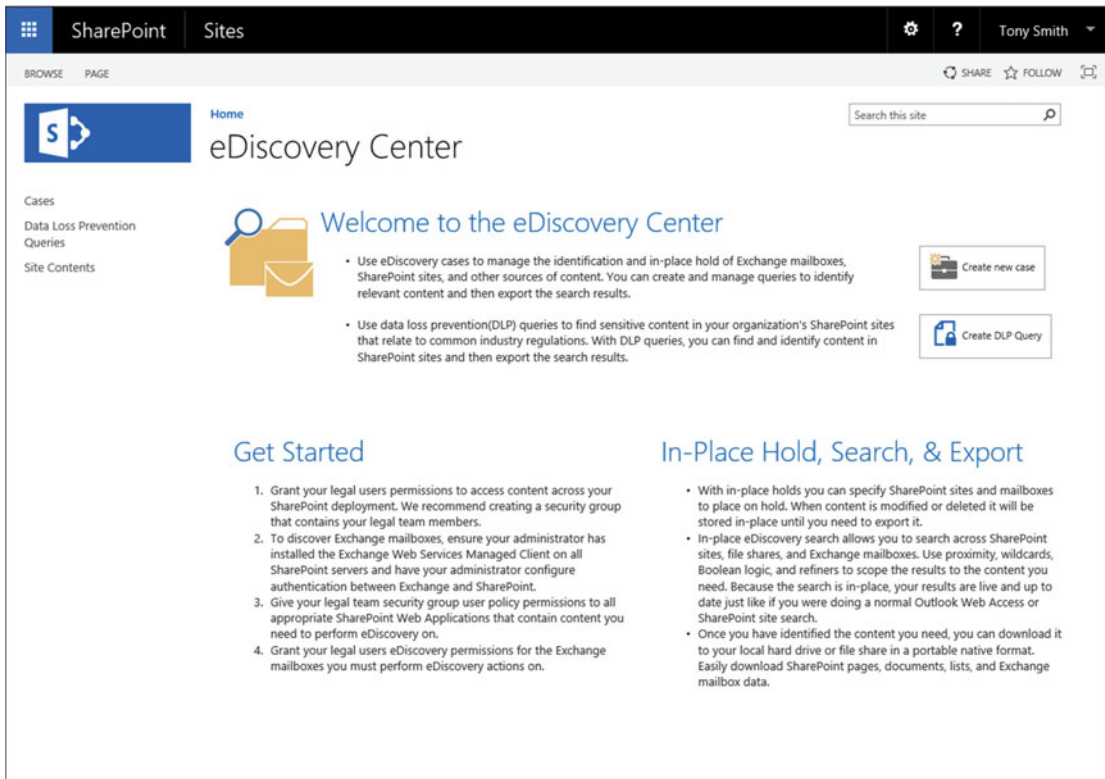 SharePoint Sites ? Tony Smith
BROWSE PAGE SHARE FOLLOW
S
Home
Search this site
eDiscovery Center
Cases
Data Loss Prevention
Queries
Site Contents
Welcome to the eDiscovery Center
• Use eDiscovery cases to manage the identification and in-place hold of Exchange mailboxes,
SharePoint sites, and other sources of content. You can create and manage queries to identify
relevant content and then export the search results.
• Use data loss prevention(DLP) queries to find sensitive content in your organization's SharePoint sites
that relate to common industry regulations. With DLP queries, you can find and identify content in
SharePoint sites and then export the search results.
Create new case
Create DLP Query
Get Started
1. Grant your legal users permissions to access content across your
SharePoint deployment. We recommend creating a security group
that contains your legal team members.
2. To discover Exchange mailboxes, ensure your administrator has
installed the Exchange Web Services Managed Client on all
SharePoint servers and have your administrator configure
authentication between Exchange and SharePoint.
3. Give your legal team security group user policy permissions to all
appropriate SharePoint Web Applications that contain content you
need to perform eDiscovery on.
4. Grant your legal users eDiscovery permissions for the Exchange
mailboxes you must perform eDiscovery actions on.
In-Place Hold, Search, & Export
• With in-place holds you can specify SharePoint sites and mailboxes
to place on hold. When content is modified or deleted it will be
stored in-place until you need to export it.
• In-place eDiscovery search allows you to search across SharePoint
sites, file shares, and Exchange mailboxes. Use proximity, wildcards,
Boolean logic, and refiners to scope the results to the content you
need. Because the search is in-place, your results are live and up to
date just like if you were doing a normal Outlook Web Access or
SharePoint site search.
• Once you have identified the content you need, you can download it
to your local hard drive or file share in a portable native format.
Easily download SharePoint pages, documents, lists, and Exchange
mailbox data.